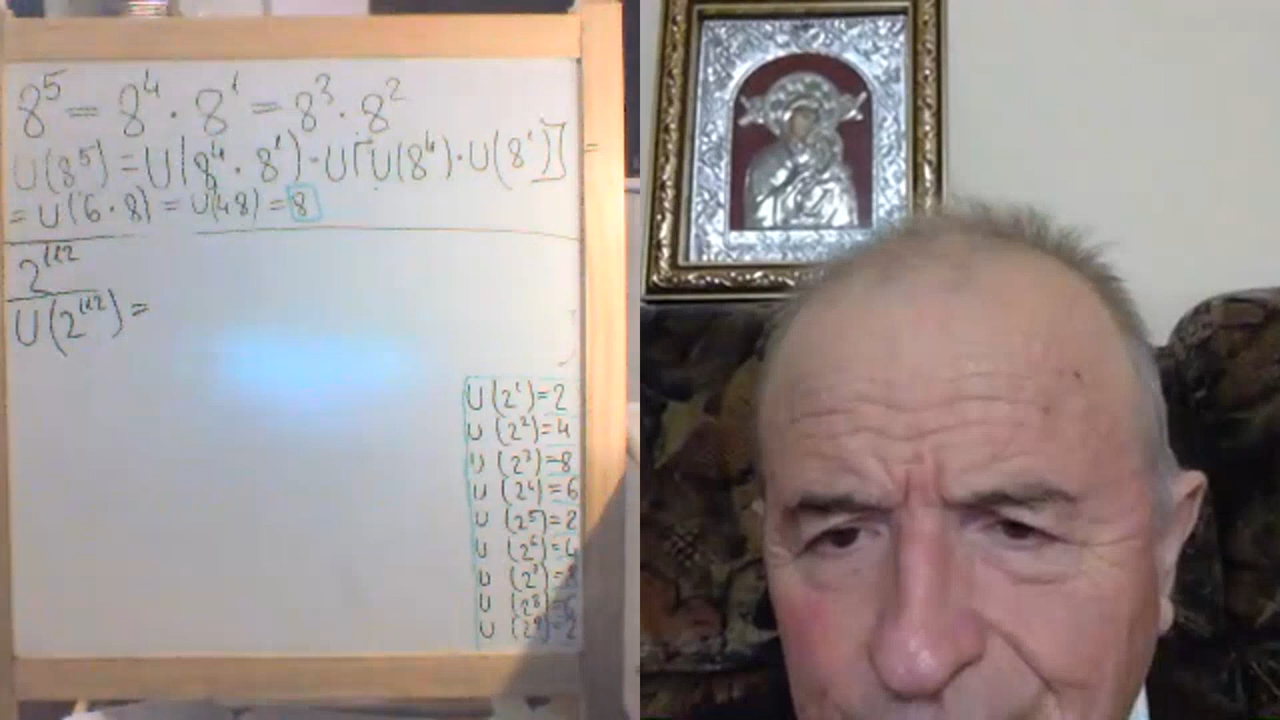 8⁵ = 8⁴ · 8¹ = 8³ · 8²
U(8⁵) = U(8⁴ · 8¹) = U[U(8⁴) · U(8¹)] =
= U(6 · 8) = U(48) = 8
2¹¹²
U(2¹¹²) =
U(2¹)=2
U(2²)=4
U(2³)=8
U(2⁴)=6
U(2⁵)=2
U(2⁶)=4
U(2⁷)=8
U(2⁸)=6
U(2⁹)=2